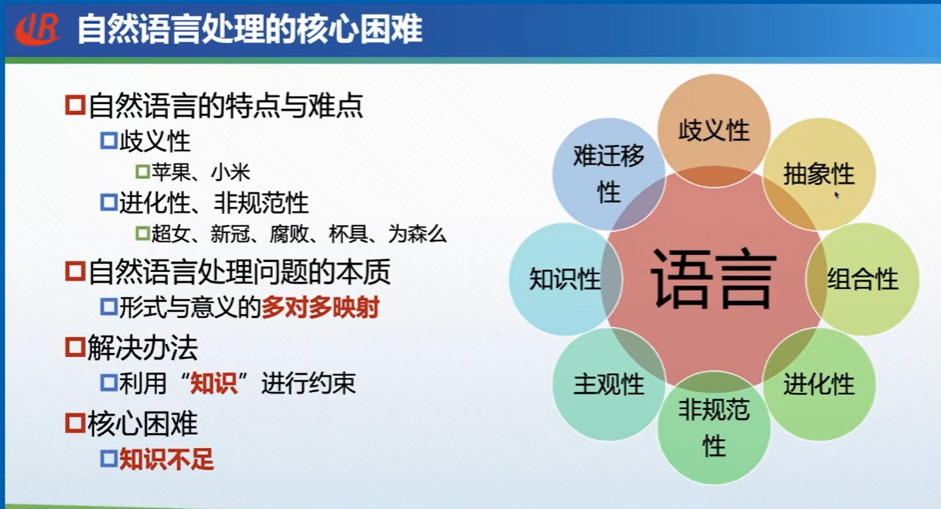 自然语言处理的核心困难
自然语言的特点与难点
歧义性
苹果、小米
进化性、非规范性
超女、新冠、腐败、杯具、为森么
自然语言处理问题的本质
形式与意义的多对多映射
解决办法
利用“知识”进行约束
核心困难
知识不足
语言
歧义性
抽象性
组合性
进化性
非规范
性
主观性
知识性
难迁移
性